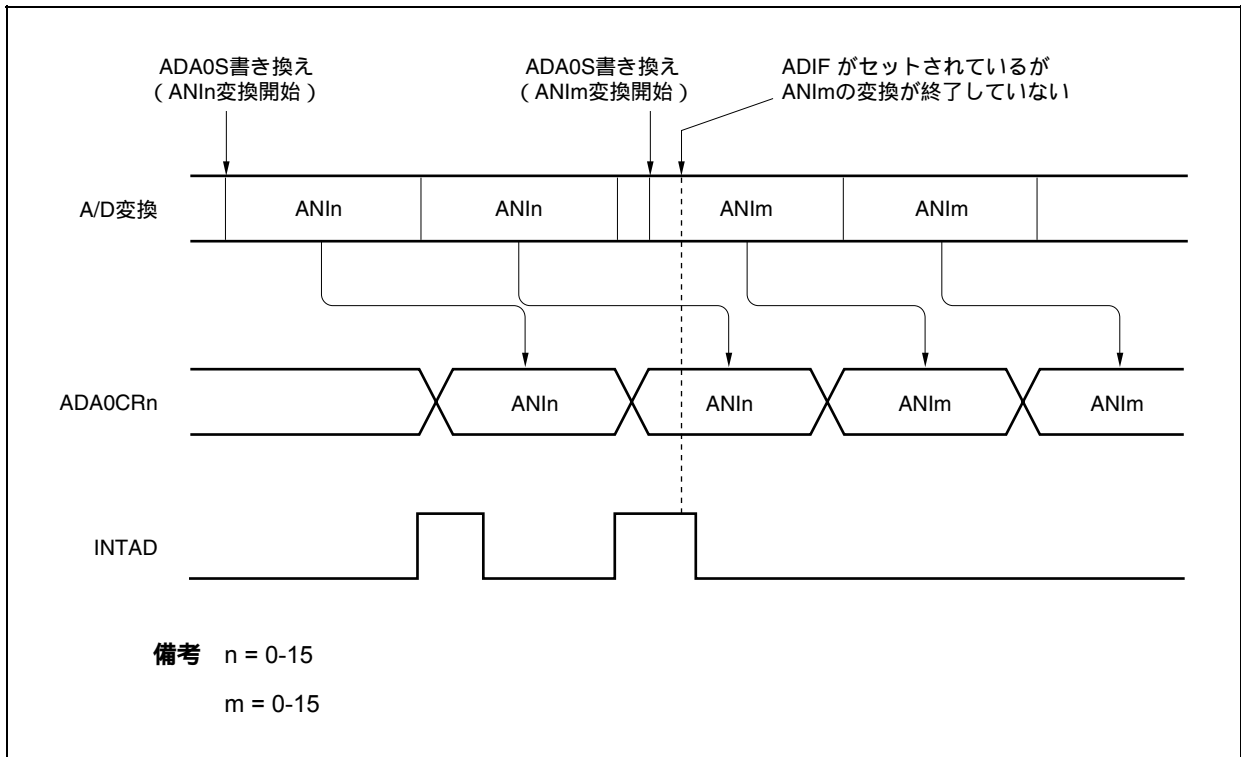 ADA0S書き換え
（ANIn変換開始）
ADA0S書き換え
（ANIm変換開始）
ADIF がセットされているが
ANImの変換が終了していない
A/D変換
ANIn
ANIn
ANIm
ANIm
ADA0CRn
ANIn
ANIn
ANIm
ANIm
INTAD
備考 n = 0-15
m = 0-15